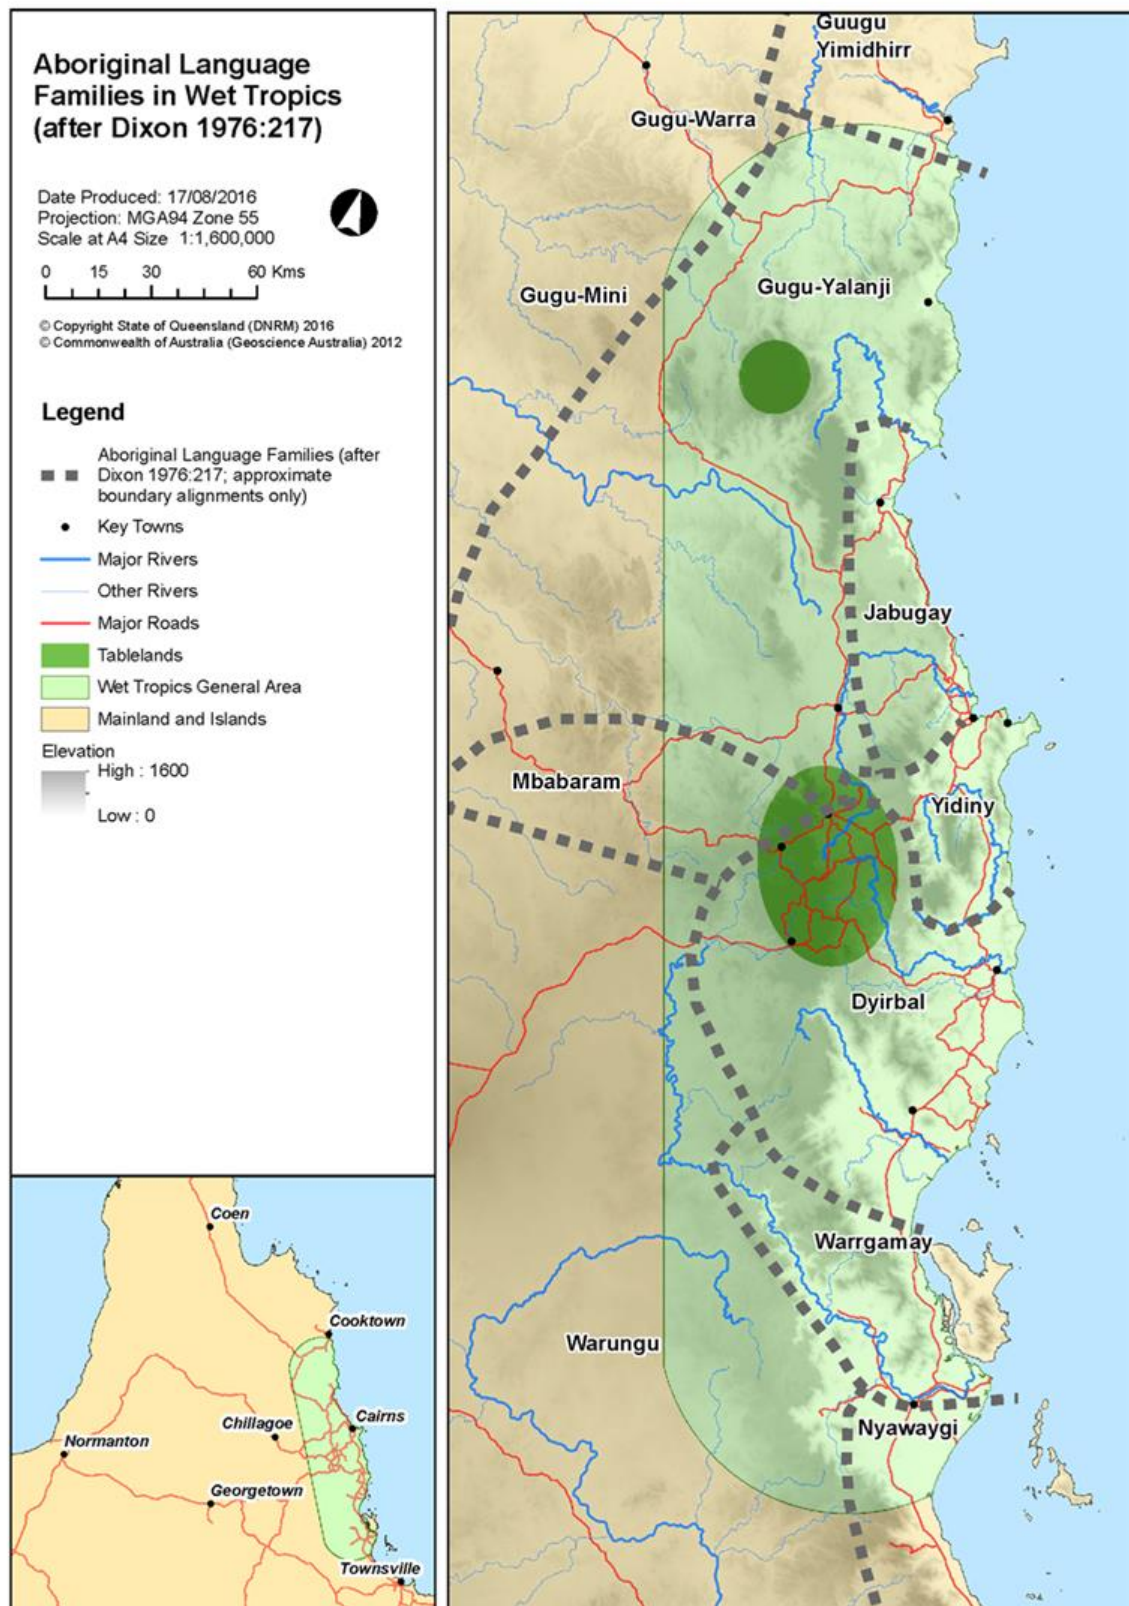 Aboriginal Language
Families in Wet Tropics
(after Dixon 1976:217)
Date Produced: 17/08/2016
Projection: MGA94 Zone 55
Scale at A4 Size 1:1,600,000
0 15 30 60 Kms
© Copyright State of Queensland (DNRM) 2016
© Commonwealth of Australia (Geoscience Australia) 2012
Legend
Aboriginal Language Families (after
Dixon 1976:217; approximate
boundary alignments only)
Key Towns
Major Rivers
Other Rivers
Major Roads
Tablelands
Wet Tropics General Area
Mainland and Islands
Elevation
High : 1600
Low : 0
Coen
Cooktown
Cairns
Chillagoe
Normanton
Georgetown
Townsville
Guugu
Yimidhirr
Gugu-Warra
Gugu-Yalanji
Gugu-Mini
Jabugay
Mbabaram
Yidiny
Dyirbal
Warrgamay
Warungu
Nyawaygi